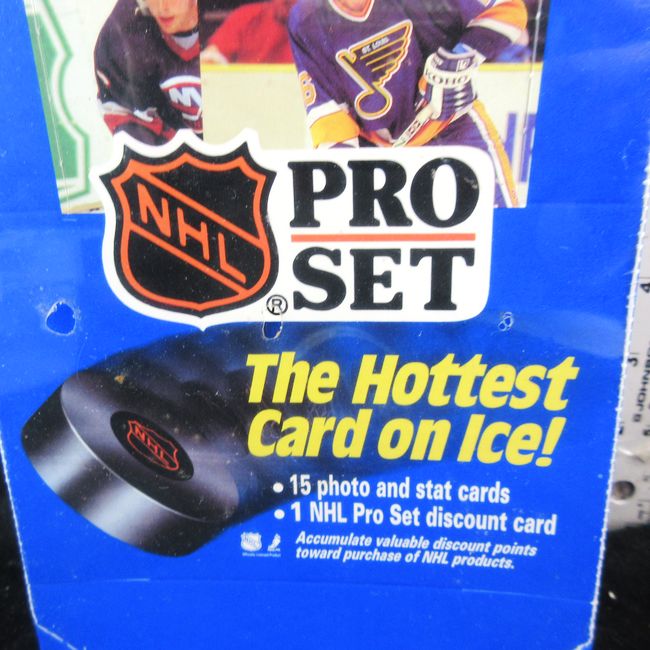 ST. LOUIS
KOHO
NHL
PRO
SET
®
The Hottest
Card on Ice!
NHL
• 15 photo and stat cards
• 1 NHL Pro Set discount card
Accumulate valuable discount points
toward purchase of NHL products.